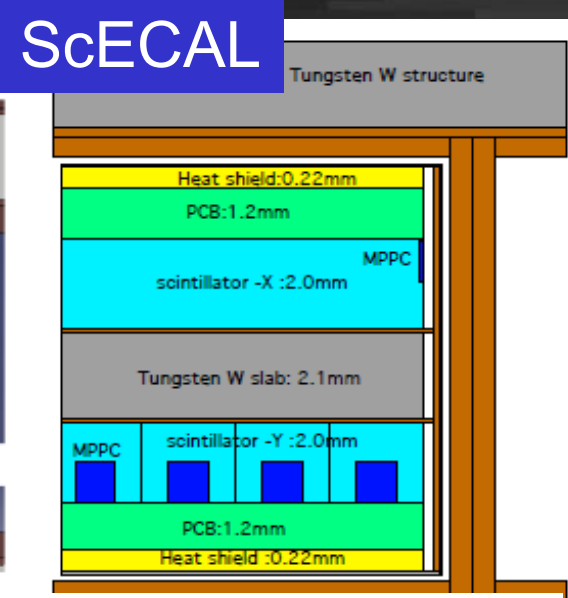 ScECAL
Tungsten W structure
Heat shield:0.22mm
PCB:1.2mm
MPPC
scintillator -X :2.0mm
Tungsten W slab: 2.1mm
scintillator -Y :2.0mm
MPPC
PCB:1.2mm
Heat shield :0.22mm